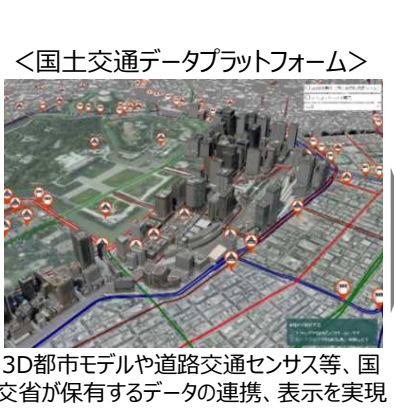 ＜国土交通データプラットフォーム＞
3D都市モデルや道路交通センサス等、国
交省が保有するデータの連携、表示を実現